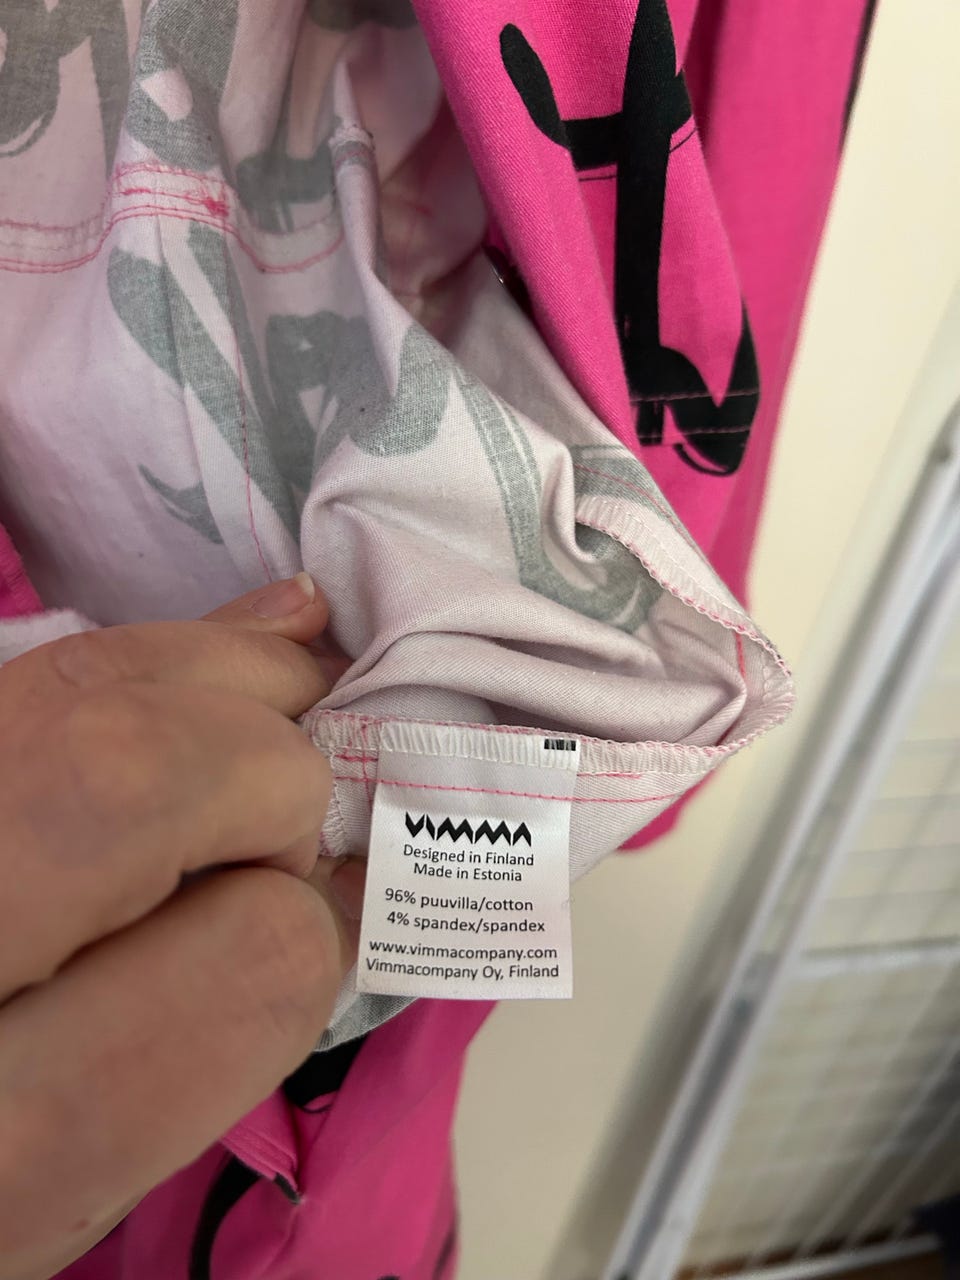 VIMMA
Designed in Finland
Made in Estonia
96% puuvilla/cotton
4% spandex/spandex
www.vimmacompany.com
Vimmacompany Oy, Finland